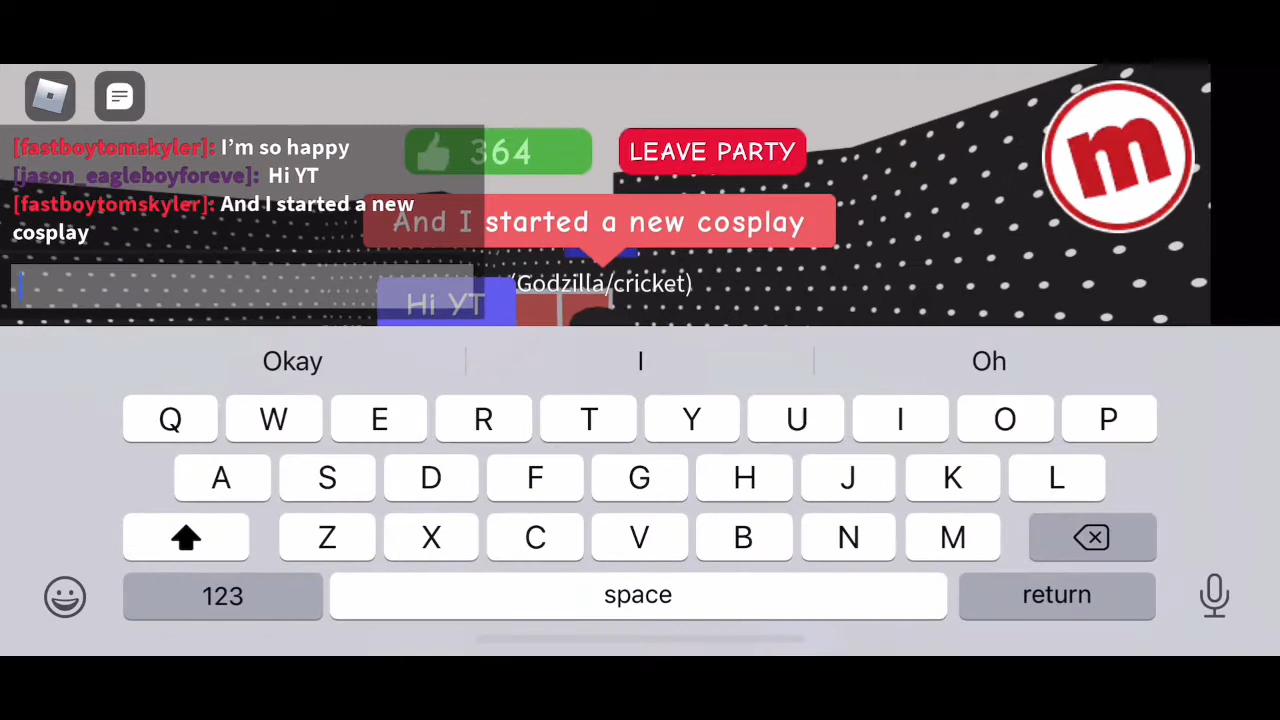 [fastboytomskyler]: I'm so happy
[jason_eagleboyforeve]: Hi YT
[fastboytomskyler]: And I started a new
cosplay
364
LEAVE PARTY
m
And I started a new cosplay
(Godzilla/cricket)
Hi YT
Okay
I
Oh
Q W E R T Y U I O P
A S D F G H J K L
Z X C V B N M
123
space
return